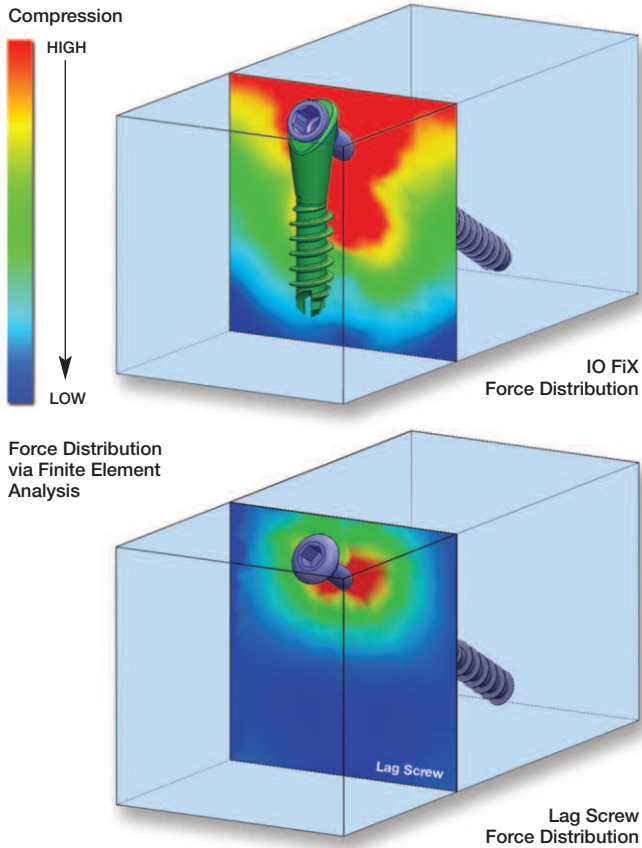 Compression
HIGH
LOW
IO FiX
Force Distribution
Force Distribution
via Finite Element
Analysis
Lag Screw
Lag Screw
Force Distribution